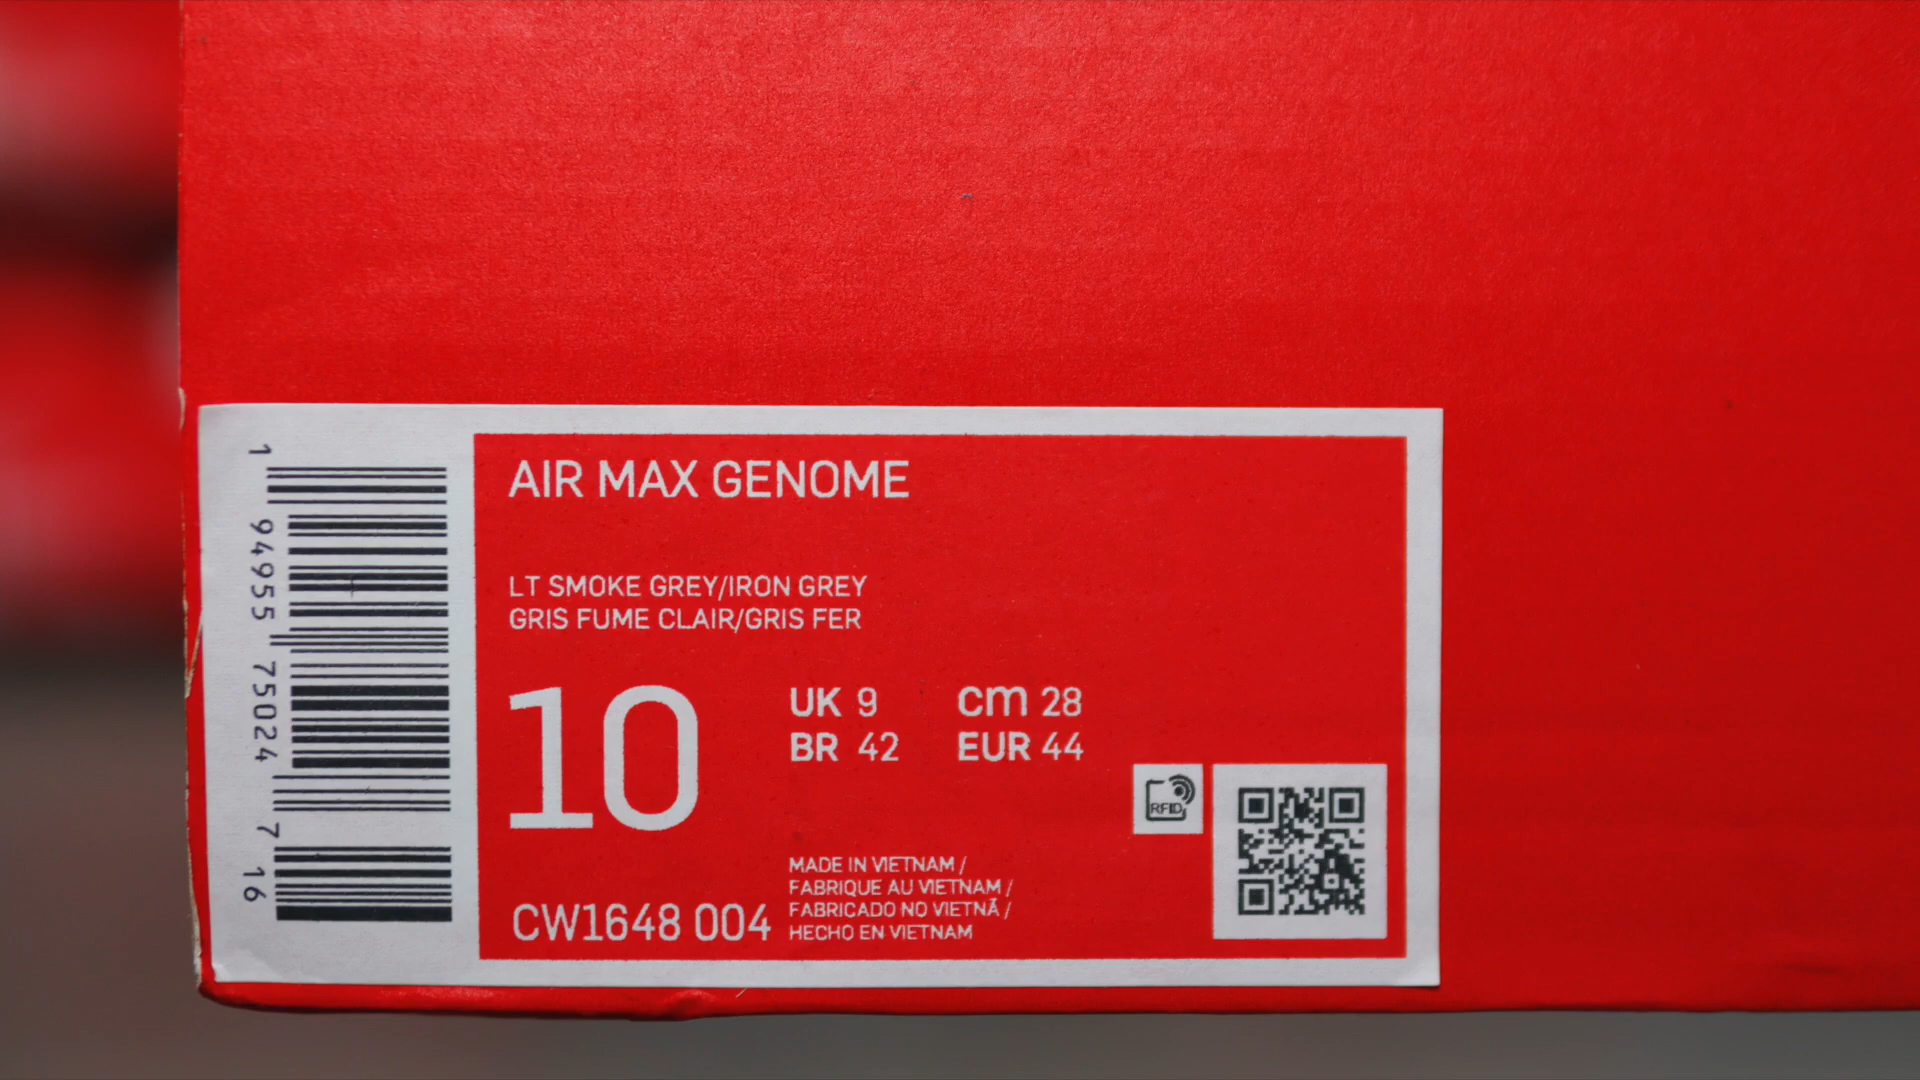 1 94955 75024 7 16
AIR MAX GENOME
LT SMOKE GREY/IRON GREY
GRIS FUME CLAIR/GRIS FER
10
UK 9 cm 28
BR 42 EUR 44
RFID
CW1648 004
MADE IN VIETNAM /
FABRIQUE AU VIETNAM /
FABRICADO NO VIETNÃ /
HECHO EN VIETNAM